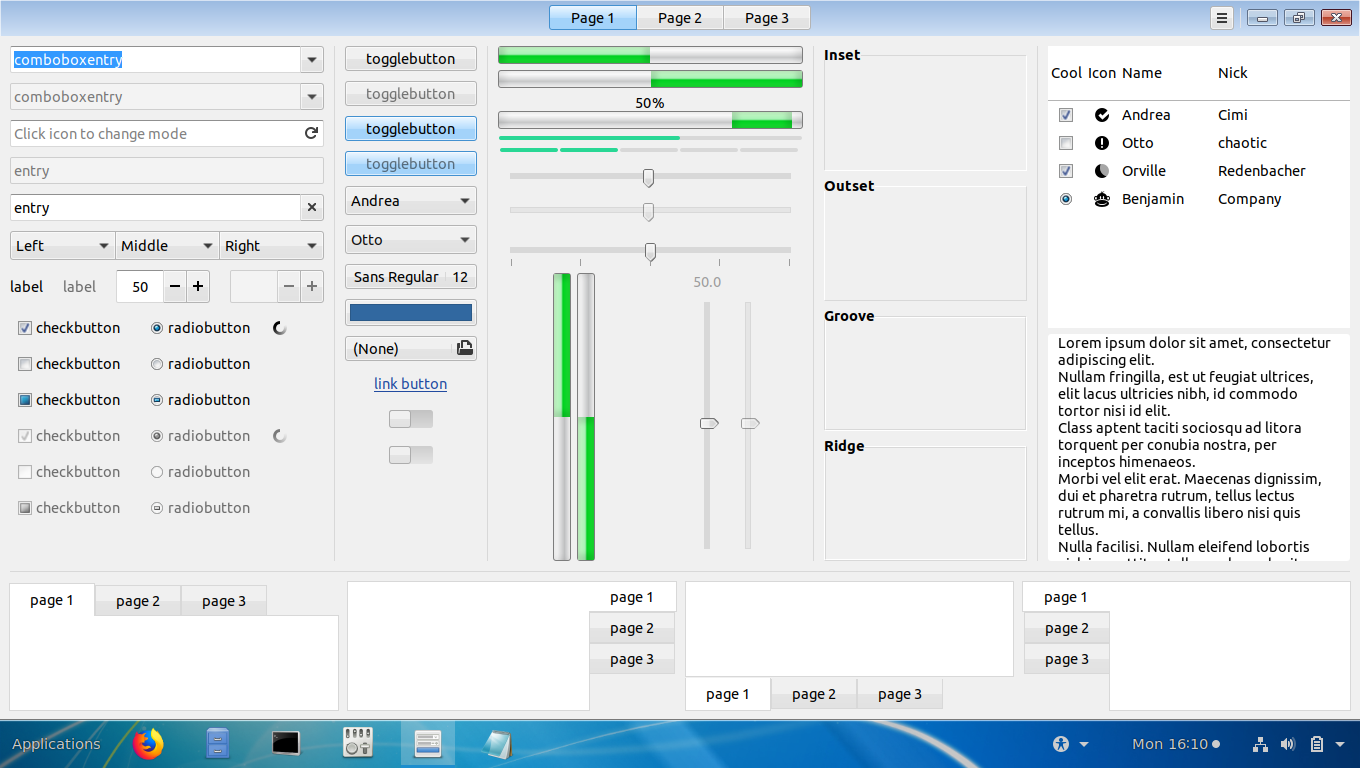 Page 1 Page 2 Page 3
comboboxentry
comboboxentry
Click icon to change mode
entry
entry
Left Middle Right
label label 50
checkbutton radiobutton
checkbutton radiobutton
checkbutton radiobutton
checkbutton radiobutton
checkbutton radiobutton
checkbutton radiobutton
togglebutton
togglebutton
togglebutton
togglebutton
Andrea
Otto
Sans Regular 12
(None)
link button
50%
50.0
Inset
Outset
Groove
Ridge
Cool Icon Name Nick
Andrea Cimi
Otto chaotic
Orville Redenbacher
Benjamin Company
Lorem ipsum dolor sit amet, consectetur
adipiscing elit.
Nullam fringilla, est ut feugiat ultrices,
elit lacus ultricies nibh, id commodo
tortor nisi id elit.
Class aptent taciti sociosqu ad litora
torquent per conubia nostra, per
inceptos himenaeos.
Morbi vel elit erat. Maecenas dignissim,
dui et pharetra rutrum, tellus lectus
rutrum mi, a convallis libero nisi quis
tellus.
Nulla facilisi. Nullam eleifend lobortis
page 1 page 2 page 3
page 1
page 2
page 3
page 1 page 2 page 3
page 1
page 2
page 3
Applications Mon 16:10